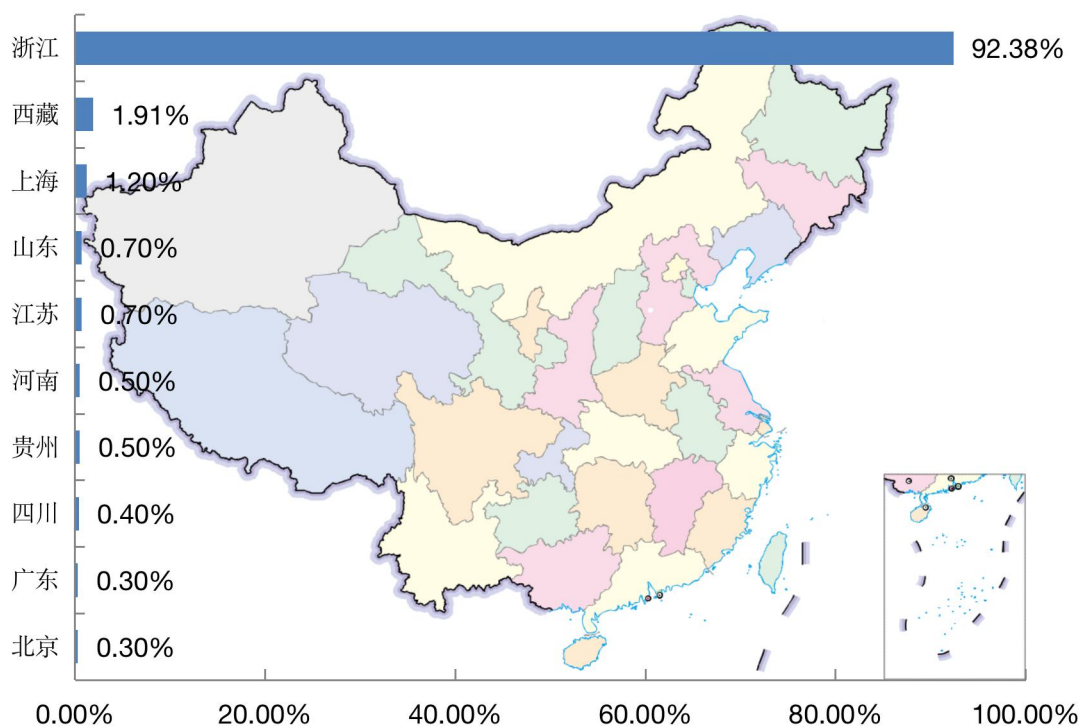 浙江 92.38%
西藏 1.91%
上海 1.20%
山东 0.70%
江苏 0.70%
河南 0.50%
贵州 0.50%
四川 0.40%
广东 0.30%
北京 0.30%
0.00% 20.00% 40.00% 60.00% 80.00% 100.00%